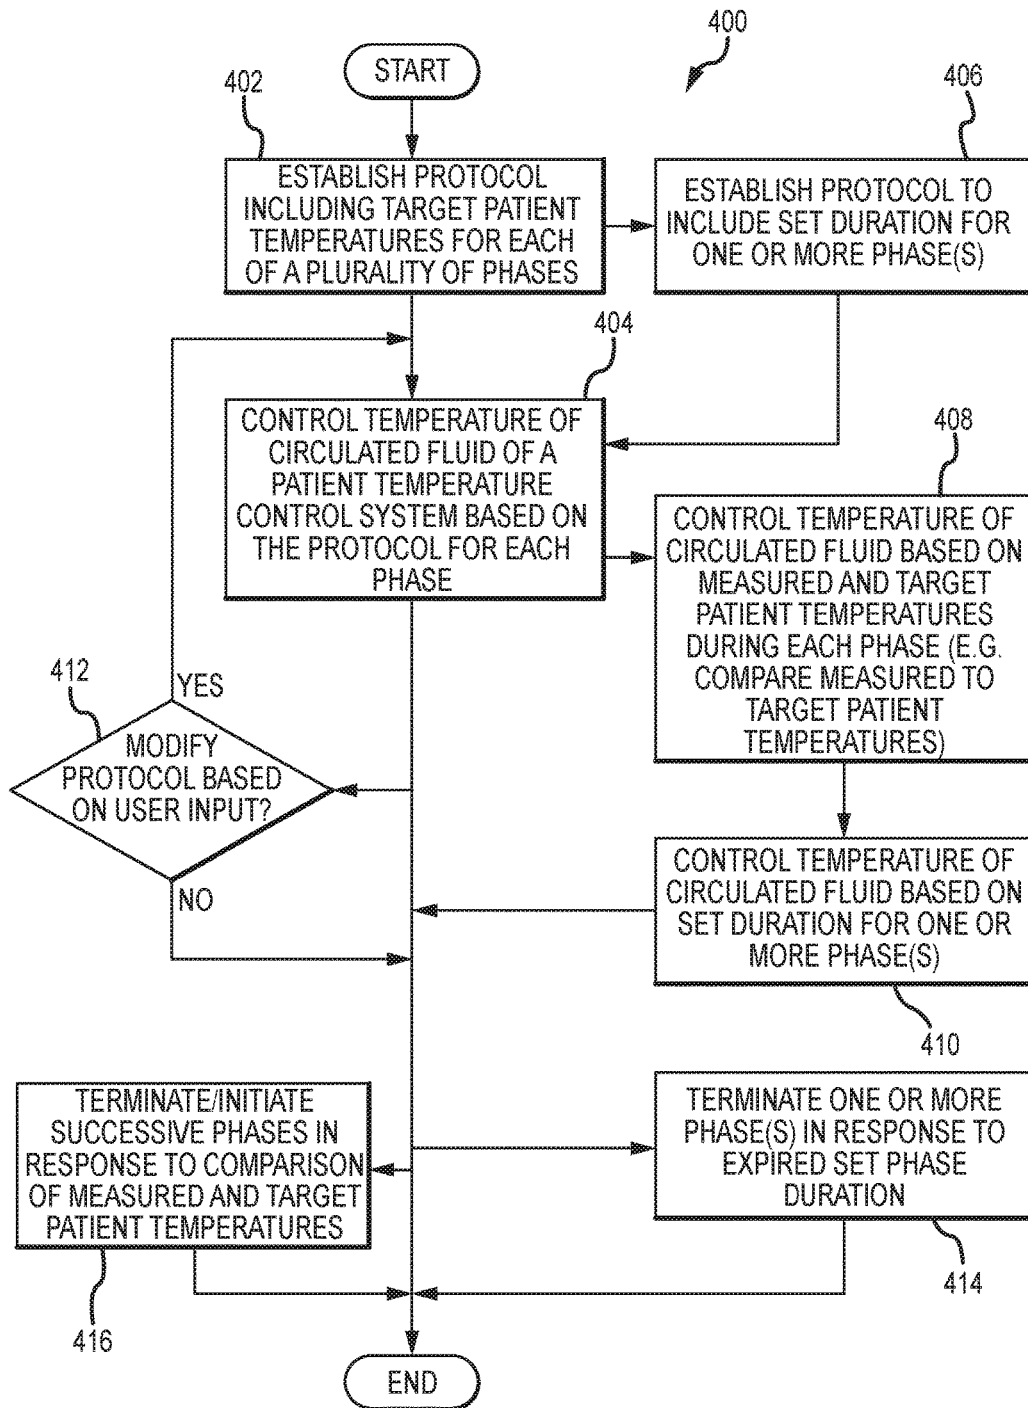 400
START
402
406
ESTABLISH PROTOCOL
INCLUDING TARGET PATIENT
TEMPERATURES FOR EACH
OF A PLURALITY OF PHASES
ESTABLISH PROTOCOL TO
INCLUDE SET DURATION FOR
ONE OR MORE PHASE(S)
404
CONTROL TEMPERATURE OF
CIRCULATED FLUID OF A
PATIENT TEMPERATURE
CONTROL SYSTEM BASED ON
THE PROTOCOL FOR EACH
PHASE
408
CONTROL TEMPERATURE OF
CIRCULATED FLUID BASED ON
MEASURED AND TARGET
PATIENT TEMPERATURES
DURING EACH PHASE (E.G.
COMPARE MEASURED TO
TARGET PATIENT
TEMPERATURES)
412
YES
MODIFY
PROTOCOL BASED
ON USER INPUT?
NO
CONTROL TEMPERATURE OF
CIRCULATED FLUID BASED ON
SET DURATION FOR ONE OR
MORE PHASE(S)
410
TERMINATE/INITIATE
SUCCESSIVE PHASES IN
RESPONSE TO COMPARISON
OF MEASURED AND TARGET
PATIENT TEMPERATURES
416
TERMINATE ONE OR MORE
PHASE(S) IN RESPONSE TO
EXPIRED SET PHASE
DURATION
414
END